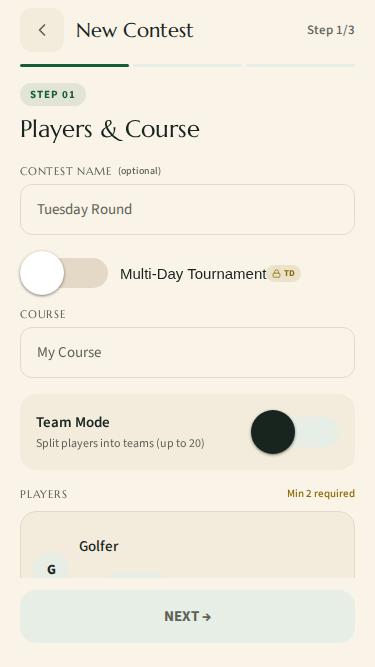 New Contest
Step 1/3
STEP 01
Players & Course
CONTEST NAME (optional)
Tuesday Round
Multi-Day Tournament TD
COURSE
My Course
Team Mode
Split players into teams (up to 20)
PLAYERS
Min 2 required
Golfer
G
NEXT →